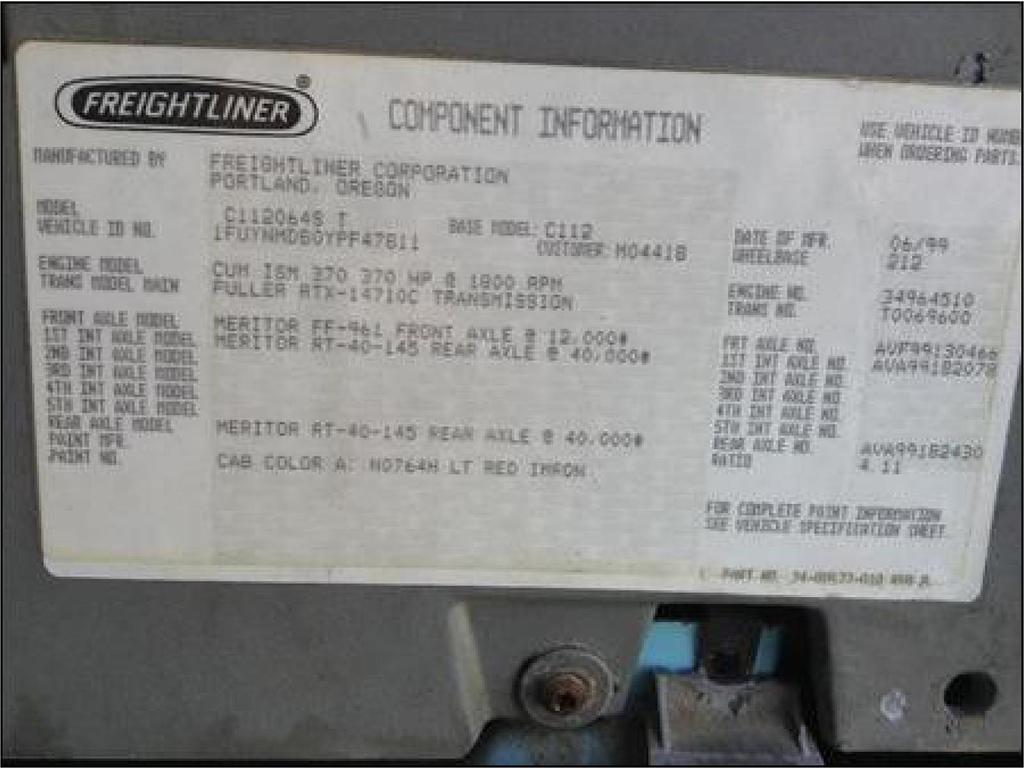 FREIGHTLINER®
COMPONENT INFORMATION
USE VEHICLE ID NUMB
WHEN ORDERING PARTS.
MANUFACTURED BY FREIGHTLINER CORPORATION
PORTLAND, OREGON
MODEL C112064S T BASE MODEL: C112 DATE OF MFR. 06/99
VEHICLE ID NO. 1FUYNMDB0YPF47811 CUSTOMER: M04418 WHEELBASE 212
ENGINE MODEL CUM ISM 370 370 HP @ 1800 RPM ENGINE NO. 34964510
TRANS MODEL MAIN FULLER RTX-14710C TRANSMISSION TRANS NO. T0069600
FRONT AXLE MODEL MERITOR FF-961 FRONT AXLE @ 12,000# FRT AXLE NO. AVF99130466
1ST INT AXLE MODEL MERITOR RT-40-145 REAR AXLE @ 40,000# 1ST INT AXLE NO. AVA99182078
2ND INT AXLE MODEL 2ND INT AXLE NO.
3RD INT AXLE MODEL 3RD INT AXLE NO.
4TH INT AXLE MODEL 4TH INT AXLE NO.
5TH INT AXLE MODEL 5TH INT AXLE NO.
REAR AXLE MODEL MERITOR RT-40-145 REAR AXLE @ 40,000# REAR AXLE NO. AVA99182430
PAINT MFR. RATIO 4.11
PAINT NO. CAB COLOR A: N0764H LT RED IMRON
FOR COMPLETE PAINT INFORMATION
SEE VEHICLE SPECIFICATION SHEET
PART NO.